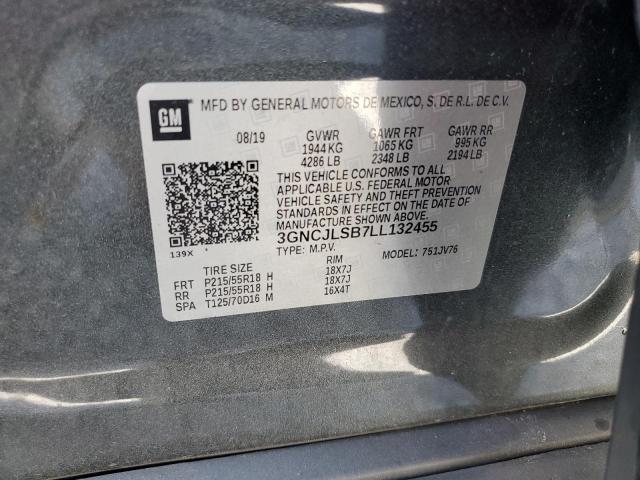 GM
MFD BY GENERAL MOTORS DE MEXICO, S. DE R.L. DE C.V.
08/19 GVWR GAWR FRT GAWR RR
1944 KG 1065 KG 995 KG
4286 LB 2348 LB 2194 LB
THIS VEHICLE CONFORMS TO ALL
APPLICABLE U.S. FEDERAL MOTOR
VEHICLE SAFETY AND THEFT PREVENTION
STANDARDS IN EFFECT ON THE DATE OF
MANUFACTURE SHOWN ABOVE.
3GNCJLSB7LL132455
139X TYPE: M.P.V. MODEL: 751JV76
TIRE SIZE RIM
FRT P215/55R18 H 18X7J
RR P215/55R18 H 18X7J
SPA T125/70D16 M 16X4T